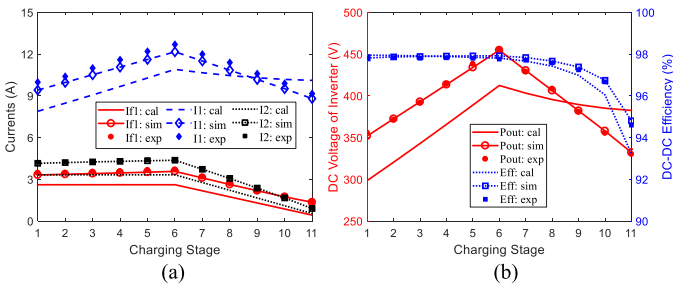 15
12
9
6
3
0
Currents (A)
If1: cal I1: cal I2: cal
If1: sim I1: sim I2: sim
If1: exp I1: exp I2: exp
1 2 3 4 5 6 7 8 9 10 11
Charging Stage
(a)
500
450
400
350
300
250
DC Voltage of Inverter (V)
Pout: cal
Pout: sim
Pout: exp
Eff: cal
Eff: sim
Eff: exp
100
98
96
94
92
90
DC-DC Efficiency (%)
1 2 3 4 5 6 7 8 9 10 11
Charging Stage
(b)